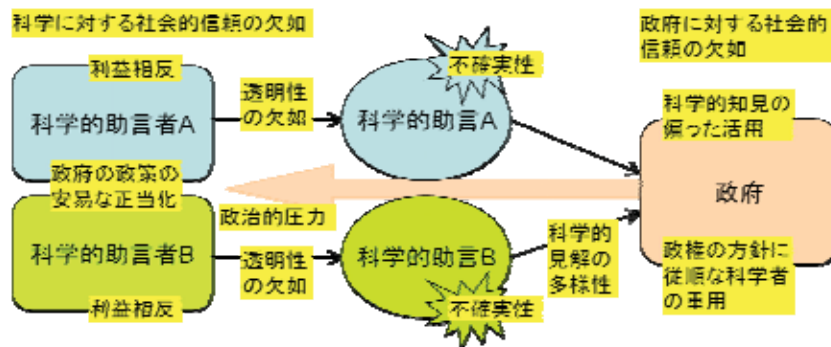 科学に対する社会的信頼の欠如
政府に対する社会的
信頼の欠如
利益相反
科学的助言者A
透明性
の欠如
不確実性
科学的助言A
科学的知見の
偏った活用
政府の政策の
安易な正当化
政府
政治的圧力
科学的助言者B
透明性
の欠如
科学的助言B
科学的
見解の
多様性
政権の方針に
従順な科学者
の重用
利益相反
不確実性